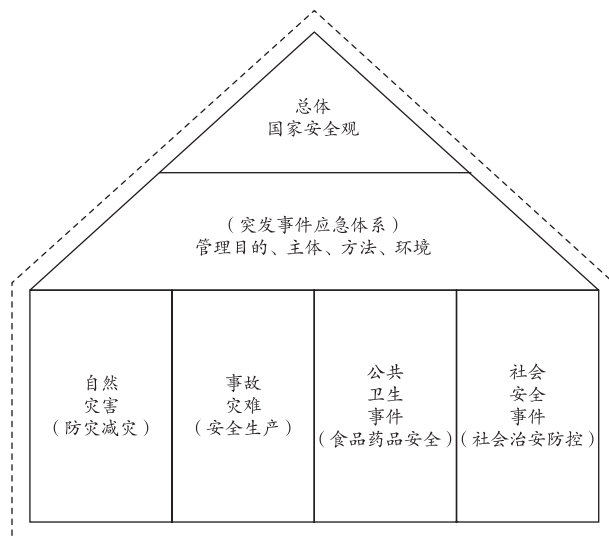 总体
国家安全观
（突发事件应急体系）
管理目的、主体、方法、环境
自然
灾害
（防灾减灾）
事故
灾难
（安全生产）
公共
卫生
事件
（食品药品安全）
社会
安全
事件
（社会治安防控）